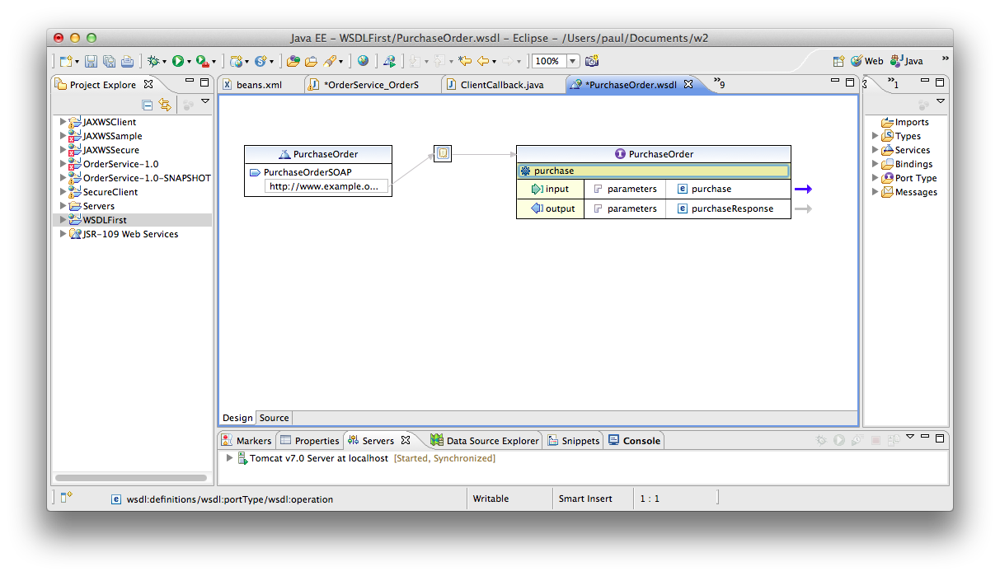 Java EE - WSDLFirst/PurchaseOrder.wsdl - Eclipse - /Users/paul/Documents/w2
100%
Web
Java
»
Project Explore
beans.xml
*OrderService_OrderS
ClientCallback.java
*PurchaseOrder.wsdl
»9
»1
JAXWSClient
JAXWSSample
JAXWSSecure
OrderService-1.0
OrderService-1.0-SNAPSHOT
SecureClient
Servers
WSDLFirst
JSR-109 Web Services
PurchaseOrder
PurchaseOrderSOAP
http://www.example.o...
PurchaseOrder
purchase
input
parameters
purchase
output
parameters
purchaseResponse
Imports
Types
Services
Bindings
Port Type
Messages
Design
Source
Markers
Properties
Servers
Data Source Explorer
Snippets
Console
Tomcat v7.0 Server at localhost [Started, Synchronized]
wsdl:definitions/wsdl:portType/wsdl:operation
Writable
Smart Insert
1 : 1